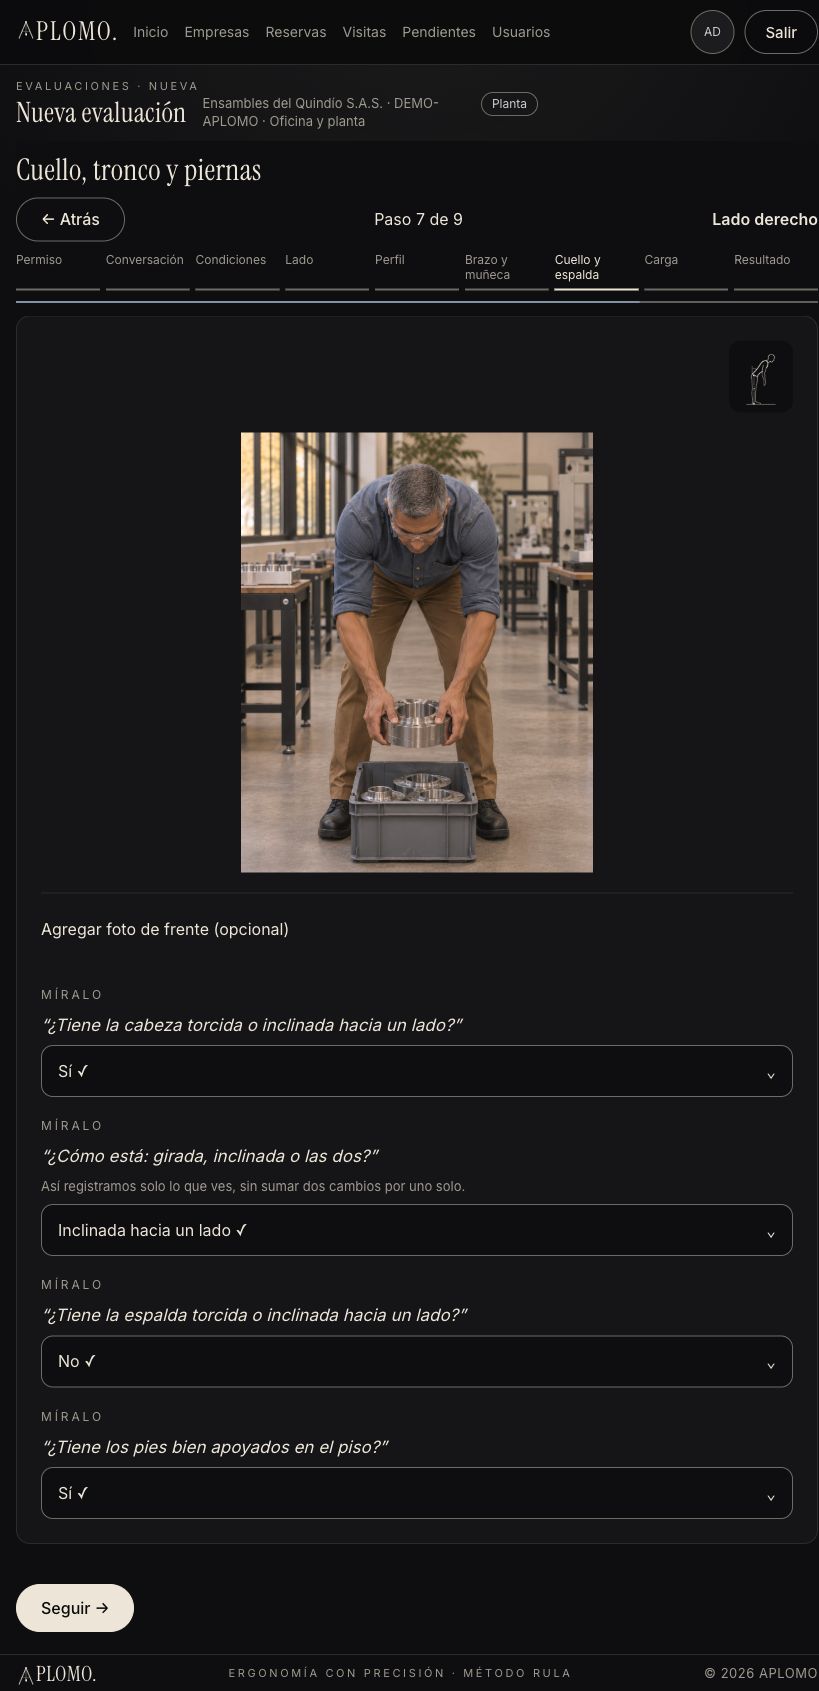 APLOMO. Inicio Empresas Reservas Visitas Pendientes Usuarios AD Salir
EVALUACIONES · NUEVA
Nueva evaluación Ensambles del Quindío S.A.S. · DEMO-
APLOMO · Oficina y planta
Planta
Cuello, tronco y piernas
← Atrás Paso 7 de 9 Lado derecho
Permiso Conversación Condiciones Lado Perfil Brazo y
muñeca
Cuello y
espalda
Carga Resultado
Agregar foto de frente (opcional)
MÍRALO
“¿Tiene la cabeza torcida o inclinada hacia un lado?”
Sí ✓
MÍRALO
“¿Cómo está: girada, inclinada o las dos?”
Así registramos solo lo que ves, sin sumar dos cambios por uno solo.
Inclinada hacia un lado ✓
MÍRALO
“¿Tiene la espalda torcida o inclinada hacia un lado?”
No ✓
MÍRALO
“¿Tiene los pies bien apoyados en el piso?”
Sí ✓
Seguir →
APLOMO. ERGONOMÍA CON PRECISIÓN · MÉTODO RULA © 2026 APLOMO